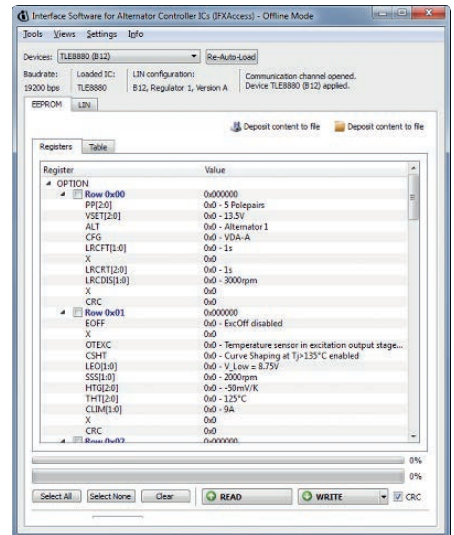 Interface Software for Alternator Controller ICs (IFXAccess) - Offline Mode
Tools Views Settings Info
Devices: TLE8880 (B12) Re-Auto-Load
Baudrate: Loaded IC: LIN configuration: Communication channel opened.
19200 bps TLE8880 B12, Regulator 1, Version A Device TLE8880 (B12) applied.
EEPROM LIN
Deposit content to file Deposit content to file
Registers Table
Register Value
OPTION
Row 0x00 0x000000
PP[2:0] 0x0 - 5 Polepairs
VSET[2:0] 0x0 - 13.5V
ALT 0x0 - Alternator 1
CFG 0x0 - VDA-A
LRCFT[1:0] 0x0 - 1s
X 0x0
LRCRT[2:0] 0x0 - 1s
LRCDIS[1:0] 0x0 - 3000rpm
X 0x0
CRC 0x0
Row 0x01 0x000000
EOFF 0x0 - ExcOff disabled
X 0x0
OTEXC 0x0 - Temperature sensor in excitation output stage...
CSHT 0x0 - Curve Shaping at Tj>135°C enabled
LEO[1:0] 0x0 - V_Low = 8.75V
SSS[1:0] 0x0 - 2000rpm
HTG[2:0] 0x0 - -50mV/K
THT[2:0] 0x0 - 125°C
CLIM[1:0] 0x0 - 9A
X 0x0
CRC 0x0
Row 0x02 0x000000
0%
0%
Select All Select None Clear READ WRITE CRC